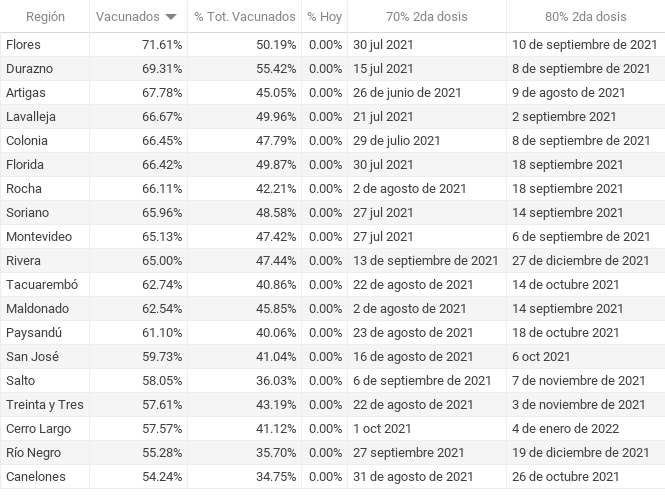 Región Vacunados % Tot. Vacunados % Hoy 70% 2da dosis 80% 2da dosis
Flores 71.61% 50.19% 0.00% 30 jul 2021 10 de septiembre de 2021
Durazno 69.31% 55.42% 0.00% 15 jul 2021 8 de septiembre de 2021
Artigas 67.78% 45.05% 0.00% 26 de junio de 2021 9 de agosto de 2021
Lavalleja 66.67% 49.96% 0.00% 21 jul 2021 2 septiembre 2021
Colonia 66.45% 47.79% 0.00% 29 de julio 2021 8 de septiembre de 2021
Florida 66.42% 49.87% 0.00% 30 jul 2021 18 septiembre 2021
Rocha 66.11% 42.21% 0.00% 2 de agosto de 2021 18 septiembre 2021
Soriano 65.96% 48.58% 0.00% 27 jul 2021 14 septiembre 2021
Montevideo 65.13% 47.42% 0.00% 27 jul 2021 6 de septiembre de 2021
Rivera 65.00% 47.44% 0.00% 13 de septiembre de 2021 27 de diciembre de 2021
Tacuarembó 62.74% 40.86% 0.00% 22 de agosto de 2021 14 de octubre de 2021
Maldonado 62.54% 45.85% 0.00% 2 de agosto de 2021 14 septiembre 2021
Paysandú 61.10% 40.06% 0.00% 23 de agosto de 2021 18 de octubre de 2021
San José 59.73% 41.04% 0.00% 16 de agosto de 2021 6 oct 2021
Salto 58.05% 36.03% 0.00% 6 de septiembre de 2021 7 de noviembre de 2021
Treinta y Tres 57.61% 43.19% 0.00% 22 de agosto de 2021 3 de noviembre de 2021
Cerro Largo 57.57% 41.12% 0.00% 1 oct 2021 4 de enero de 2022
Río Negro 55.28% 35.70% 0.00% 27 septiembre 2021 19 de diciembre de 2021
Canelones 54.24% 34.75% 0.00% 31 de agosto de 2021 26 de octubre de 2021